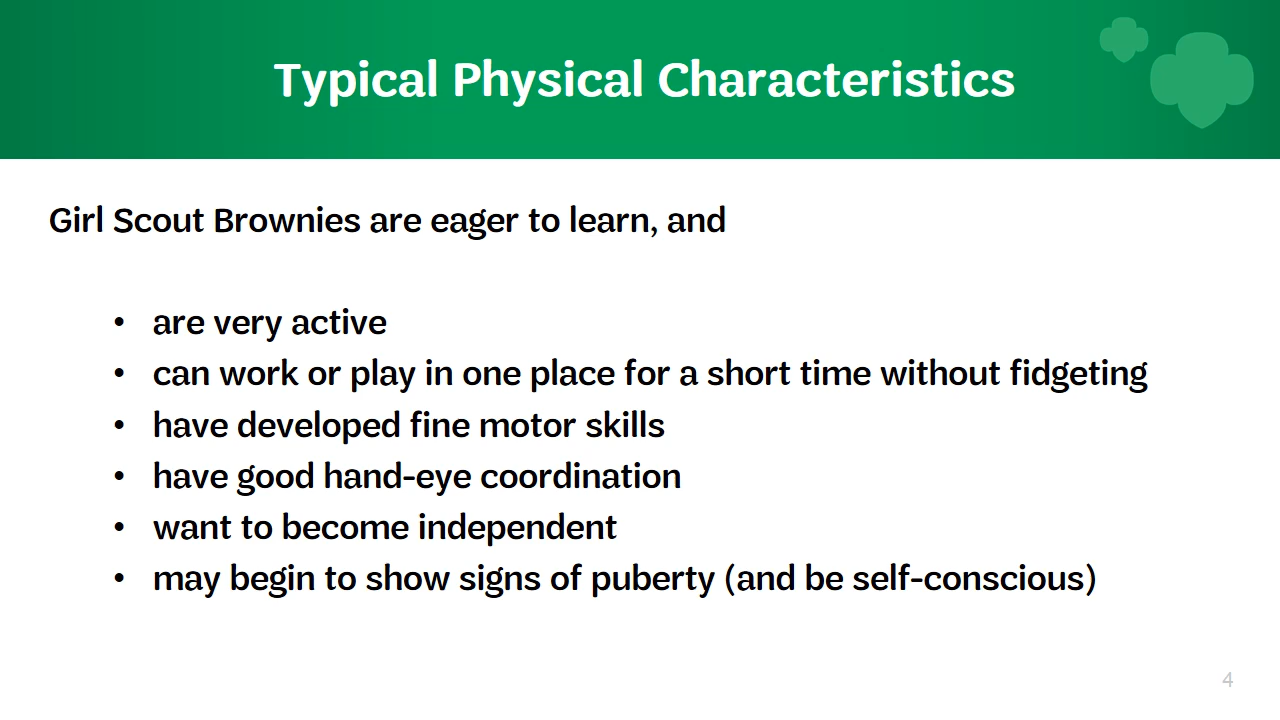 Typical Physical Characteristics
Girl Scout Brownies are eager to learn, and
• are very active
• can work or play in one place for a short time without fidgeting
• have developed fine motor skills
• have good hand-eye coordination
• want to become independent
• may begin to show signs of puberty (and be self-conscious)
4